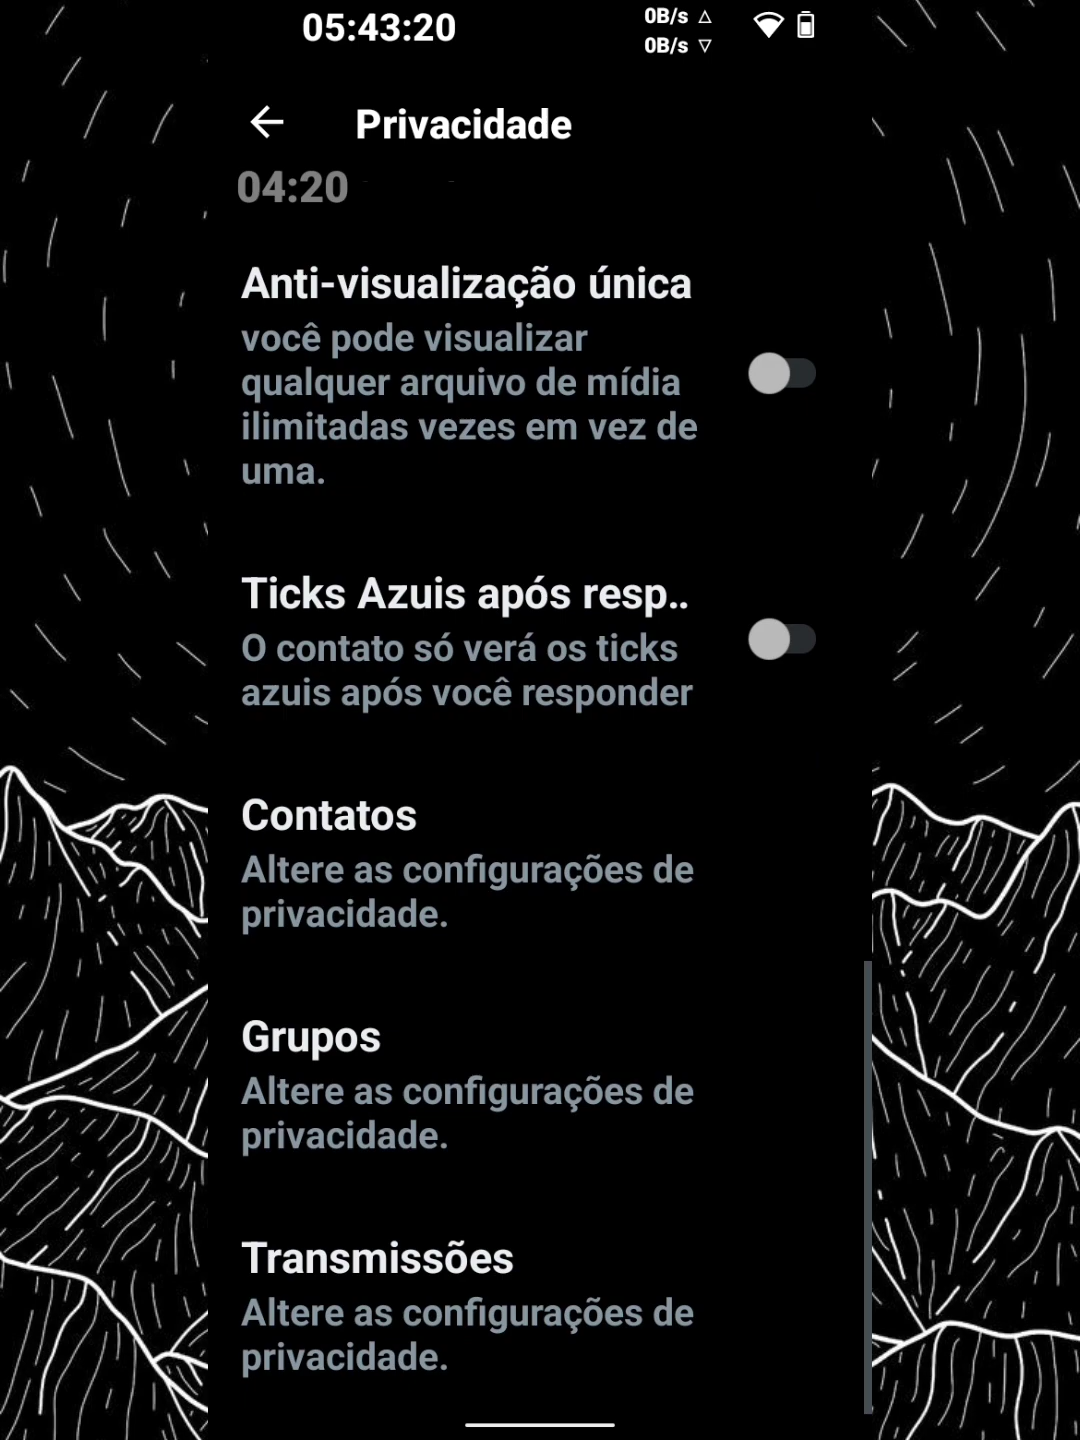 05:43:20
0B/s △
0B/s ▽
Privacidade
04:20
Anti-visualização única
você pode visualizar
qualquer arquivo de mídia
ilimitadas vezes em vez de
uma.
Ticks Azuis após resp..
O contato só verá os ticks
azuis após você responder
Contatos
Altere as configurações de
privacidade.
Grupos
Altere as configurações de
privacidade.
Transmissões
Altere as configurações de
privacidade.